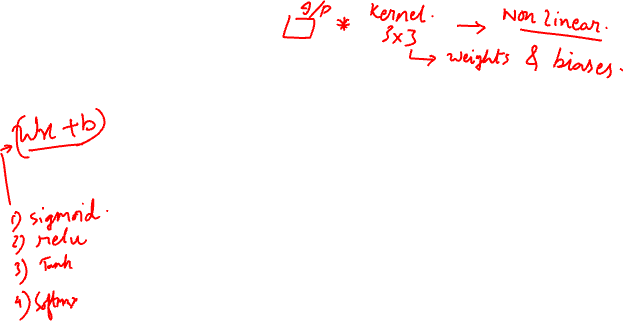 I/P * Kernel. → Non linear.
3x3
→ weights & biases.
→ (Wx + b)
1) sigmoid.
2) relu
3) Tanh
4) Softmax